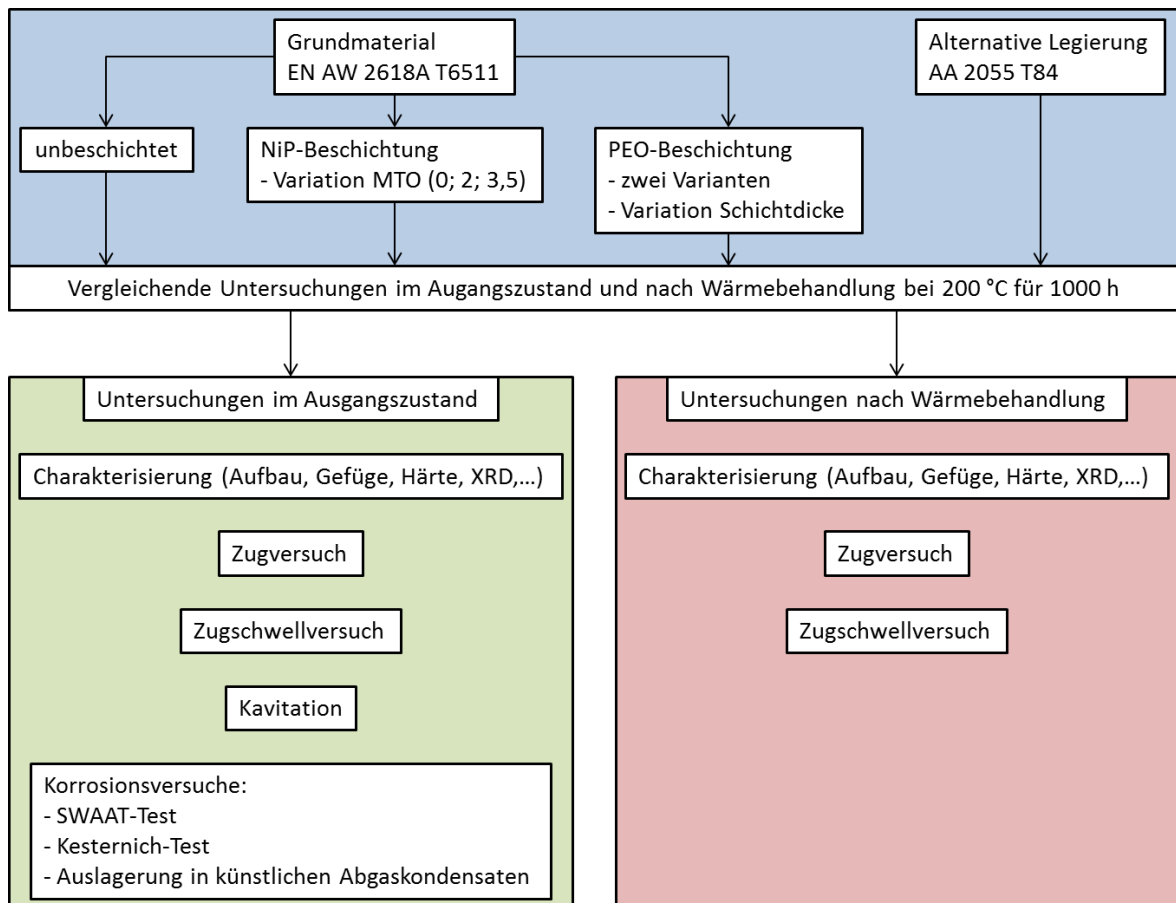 Grundmaterial
EN AW 2618A T6511
Alternative Legierung
AA 2055 T84
unbeschichtet
NiP-Beschichtung
- Variation MTO (0; 2; 3,5)
PEO-Beschichtung
- zwei Varianten
- Variation Schichtdicke
Vergleichende Untersuchungen im Augangszustand und nach Wärmebehandlung bei 200 °C für 1000 h
Untersuchungen im Ausgangszustand
Charakterisierung (Aufbau, Gefüge, Härte, XRD,...)
Zugversuch
Zugschwellversuch
Kavitation
Korrosionsversuche:
- SWAAT-Test
- Kesternich-Test
- Auslagerung in künstlichen Abgaskondensaten
Untersuchungen nach Wärmebehandlung
Charakterisierung (Aufbau, Gefüge, Härte, XRD,...)
Zugversuch
Zugschwellversuch